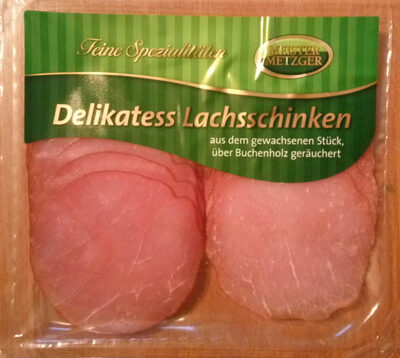 Feine Spezialitäten
MEISTER
METZGER
Delikatess Lachsschinken
aus dem gewachsenen Stück,
über Buchenholz geräuchert